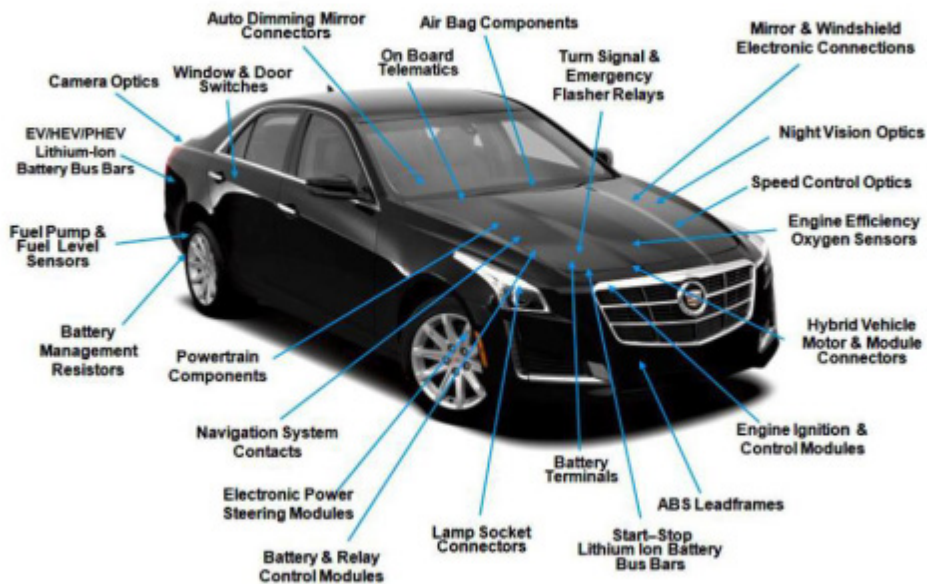 Auto Dimming Mirror
Connectors
Air Bag Components
Mirror & Windshield
Electronic Connections
On Board
Telematics
Turn Signal &
Emergency
Flasher Relays
Camera Optics
Window & Door
Switches
EV/HEV/PHEV
Lithium-Ion
Battery Bus Bars
Night Vision Optics
Speed Control Optics
Fuel Pump &
Fuel Level
Sensors
Engine Efficiency
Oxygen Sensors
Battery
Management
Resistors
Powertrain
Components
Hybrid Vehicle
Motor & Module
Connectors
Navigation System
Contacts
Engine Ignition &
Control Modules
Battery
Terminals
Electronic Power
Steering Modules
ABS Leadframes
Lamp Socket
Connectors
Start–Stop
Lithium Ion Battery
Bus Bars
Battery & Relay
Control Modules